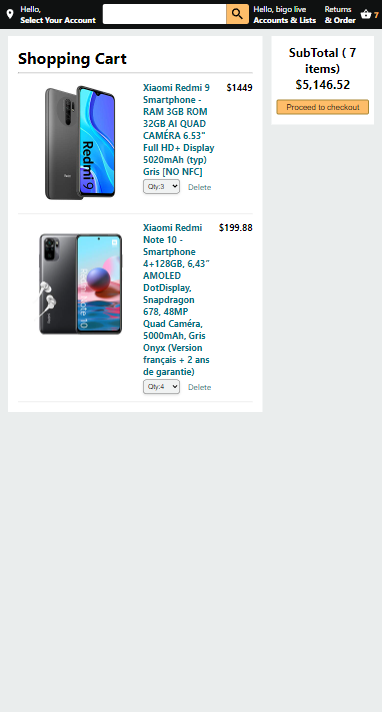 Hello,
Select Your Account
Hello, bigo live
Accounts & Lists
Returns
& Order
7
Shopping Cart
Redmi 9
Xiaomi Redmi 9
Smartphone -
RAM 3GB ROM
32GB AI QUAD
CAMÉRA 6.53”
Full HD+ Display
5020mAh (typ)
Gris [NO NFC]
$1449
Qty:3
Delete
Xiaomi Redmi
Note 10 -
Smartphone
4+128GB, 6,43”
AMOLED
DotDisplay,
Snapdragon
678, 48MP
Quad Caméra,
5000mAh, Gris
Onyx (Version
français + 2 ans
de garantie)
$199.88
Qty:4
Delete
SubTotal ( 7
items)
$5,146.52
Proceed to checkout